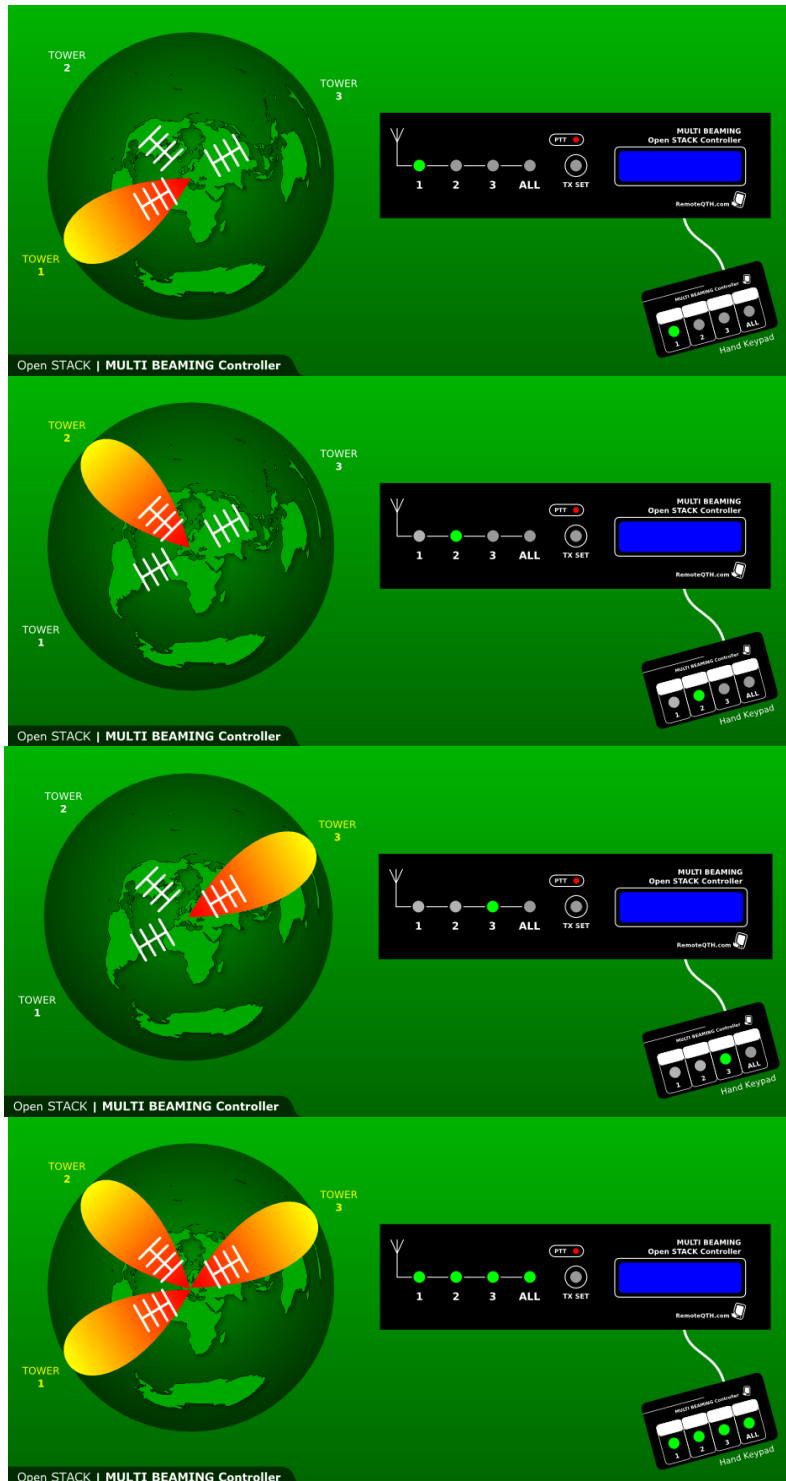 TOWER
2
TOWER
3
TOWER
1
PTT
MULTI BEAMING
Open STACK Controller
1 2 3 ALL
TX SET
RemoteQTH.com
MULTI BEAMING Controller
1 2 3 ALL
Hand Keypad
Open STACK | MULTI BEAMING Controller
TOWER
2
TOWER
3
TOWER
1
PTT
MULTI BEAMING
Open STACK Controller
1 2 3 ALL
TX SET
RemoteQTH.com
MULTI BEAMING Controller
1 2 3 ALL
Hand Keypad
Open STACK | MULTI BEAMING Controller
TOWER
2
TOWER
3
TOWER
1
PTT
MULTI BEAMING
Open STACK Controller
1 2 3 ALL
TX SET
RemoteQTH.com
MULTI BEAMING Controller
1 2 3 ALL
Hand Keypad
Open STACK | MULTI BEAMING Controller
TOWER
2
TOWER
3
TOWER
1
PTT
MULTI BEAMING
Open STACK Controller
1 2 3 ALL
TX SET
RemoteQTH.com
MULTI BEAMING Controller
1 2 3 ALL
Hand Keypad
Open STACK | MULTI BEAMING Controller